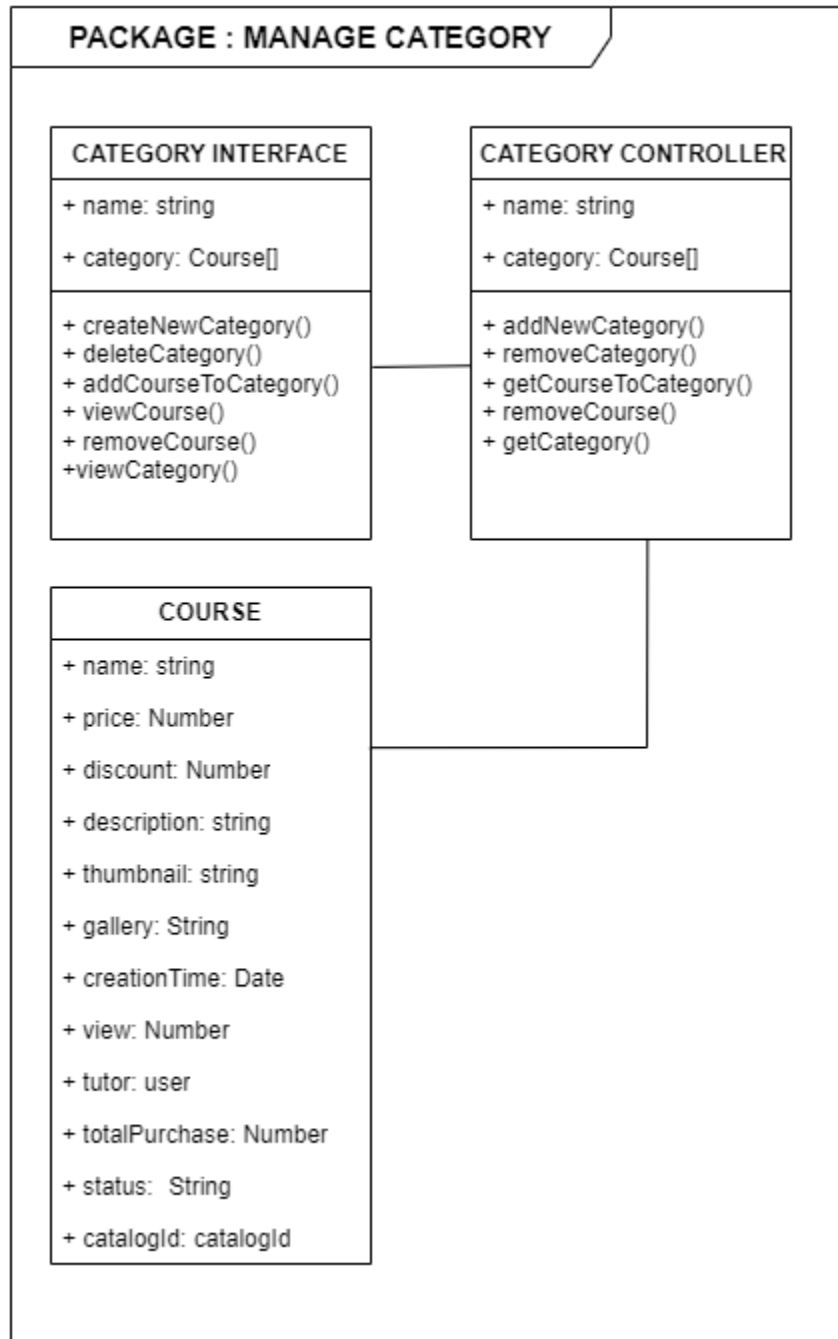 PACKAGE : MANAGE CATEGORY
CATEGORY INTERFACE
+ name: string
+ category: Course[]
+ createNewCategory()
+ deleteCategory()
+ addCourseToCategory()
+ viewCourse()
+ removeCourse()
+viewCategory()
CATEGORY CONTROLLER
+ name: string
+ category: Course[]
+ addNewCategory()
+ removeCategory()
+ getCourseToCategory()
+ removeCourse()
+ getCategory()
COURSE
+ name: string
+ price: Number
+ discount: Number
+ description: string
+ thumbnail: string
+ gallery: String
+ creationTime: Date
+ view: Number
+ tutor: user
+ totalPurchase: Number
+ status:  String
+ catalogId: catalogId